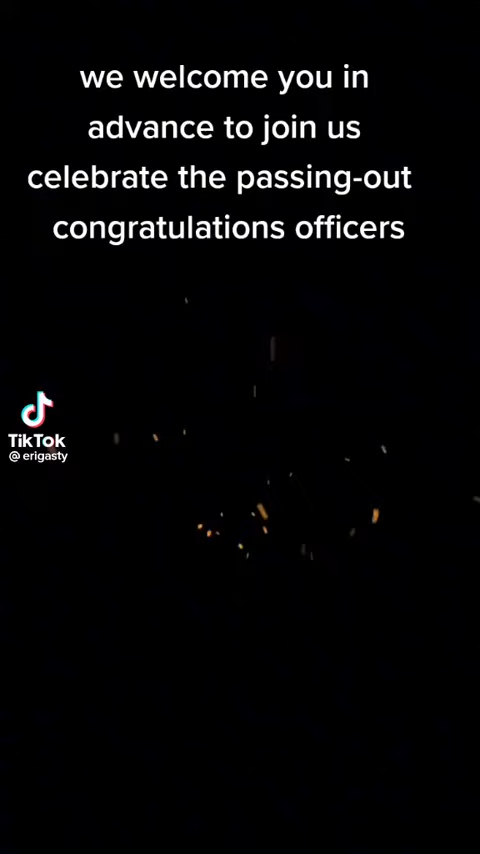 we welcome you in
advance to join us
celebrate the passing-out
congratulations officers
TikTok
@ erigasty